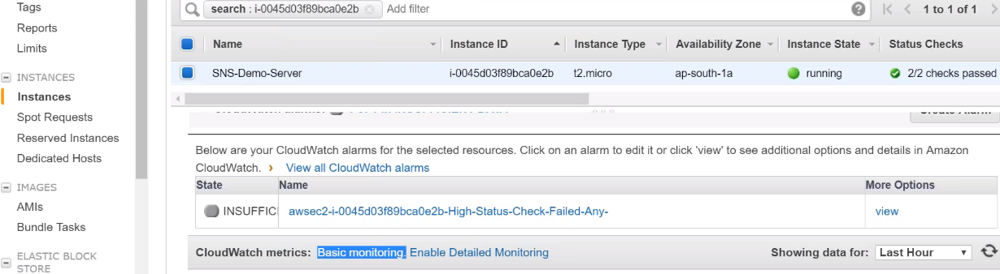 Tags
Reports
Limits
INSTANCES
Instances
Spot Requests
Reserved Instances
Dedicated Hosts
IMAGES
AMIs
Bundle Tasks
ELASTIC BLOCK
STORE
search : i-0045d03f89bca0e2b Add filter 1 to 1 of 1
Name Instance ID Instance Type Availability Zone Instance State Status Checks
SNS-Demo-Server i-0045d03f89bca0e2b t2.micro ap-south-1a running 2/2 checks passed
Create Alarm
Below are your CloudWatch alarms for the selected resources. Click on an alarm to edit it or click 'view' to see additional options and details in Amazon
CloudWatch. View all CloudWatch alarms
State Name More Options
INSUFFIC awsec2-i-0045d03f89bca0e2b-High-Status-Check-Failed-Any- view
CloudWatch metrics: Basic monitoring. Enable Detailed Monitoring Showing data for: Last Hour